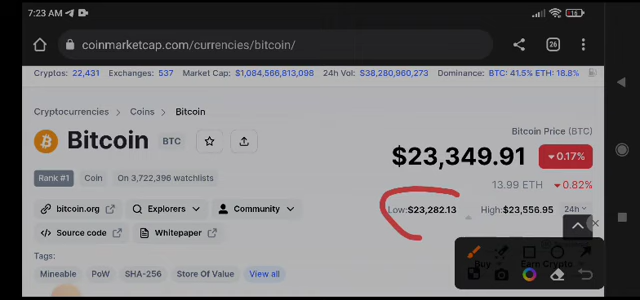 7:23 AM
coinmarketcap.com/currencies/bitcoin/
26
Cryptos: 22,431 Exchanges: 537 Market Cap: $1,084,566,813,098 24h Vol: $38,280,960,273 Dominance: BTC: 41.5% ETH: 18.8%
Cryptocurrencies > Coins > Bitcoin
Bitcoin Price (BTC)
Bitcoin BTC
$23,349.91 0.17%
Rank #1 Coin On 3,722,396 watchlists
13.99 ETH 0.82%
bitcoin.org Explorers Community
Low: $23,282.13 High: $23,556.95 24h
Source code Whitepaper
Tags:
Buy Earn Crypto
Mineable PoW SHA-256 Store Of Value View all